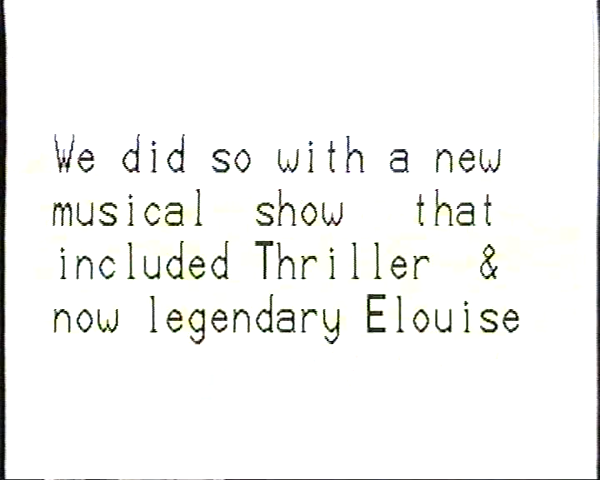 We did so with a new
musical show that
included Thriller &
now legendary Elouise